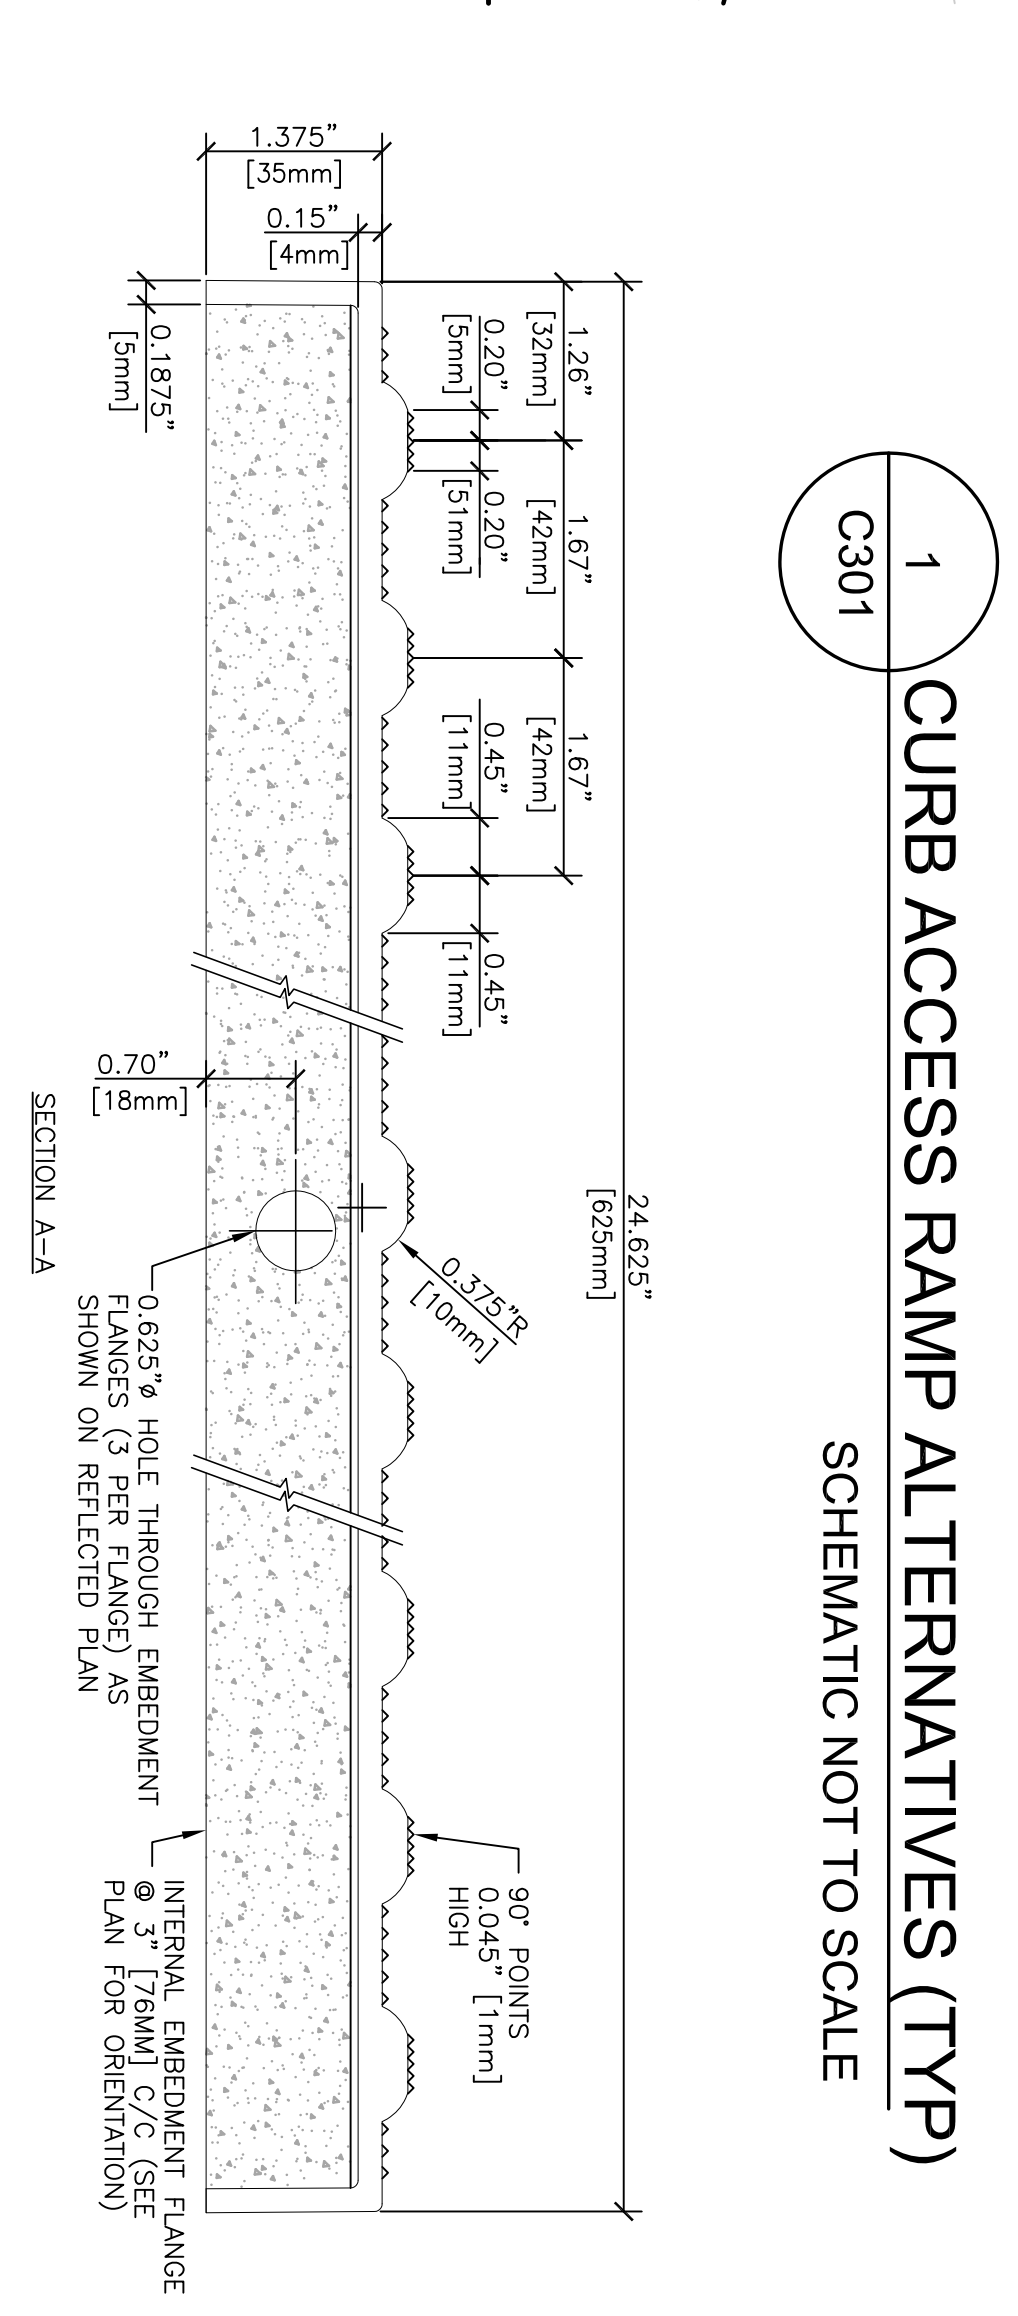 1
C301
CURB ACCESS RAMP ALTERNATIVES (TYP)
SCHEMATIC NOT TO SCALE
24.625"
[625mm]
1.26"
[32mm]
1.67"
[42mm]
1.67"
[42mm]
0.20"
[5mm]
0.20"
[51mm]
0.45"
[11mm]
0.45"
[11mm]
0.375"R
[10mm]
90° POINTS
0.045" [1mm]
HIGH
1.375"
[35mm]
0.15"
[4mm]
0.1875"
[5mm]
0.70"
[18mm]
0.625"ø HOLE THROUGH EMBEDMENT
FLANGES (3 PER FLANGE) AS
SHOWN ON REFLECTED PLAN
INTERNAL EMBEDMENT FLANGE
@ 3" [76MM] C/C (SEE
PLAN FOR ORIENTATION)
SECTION A-A